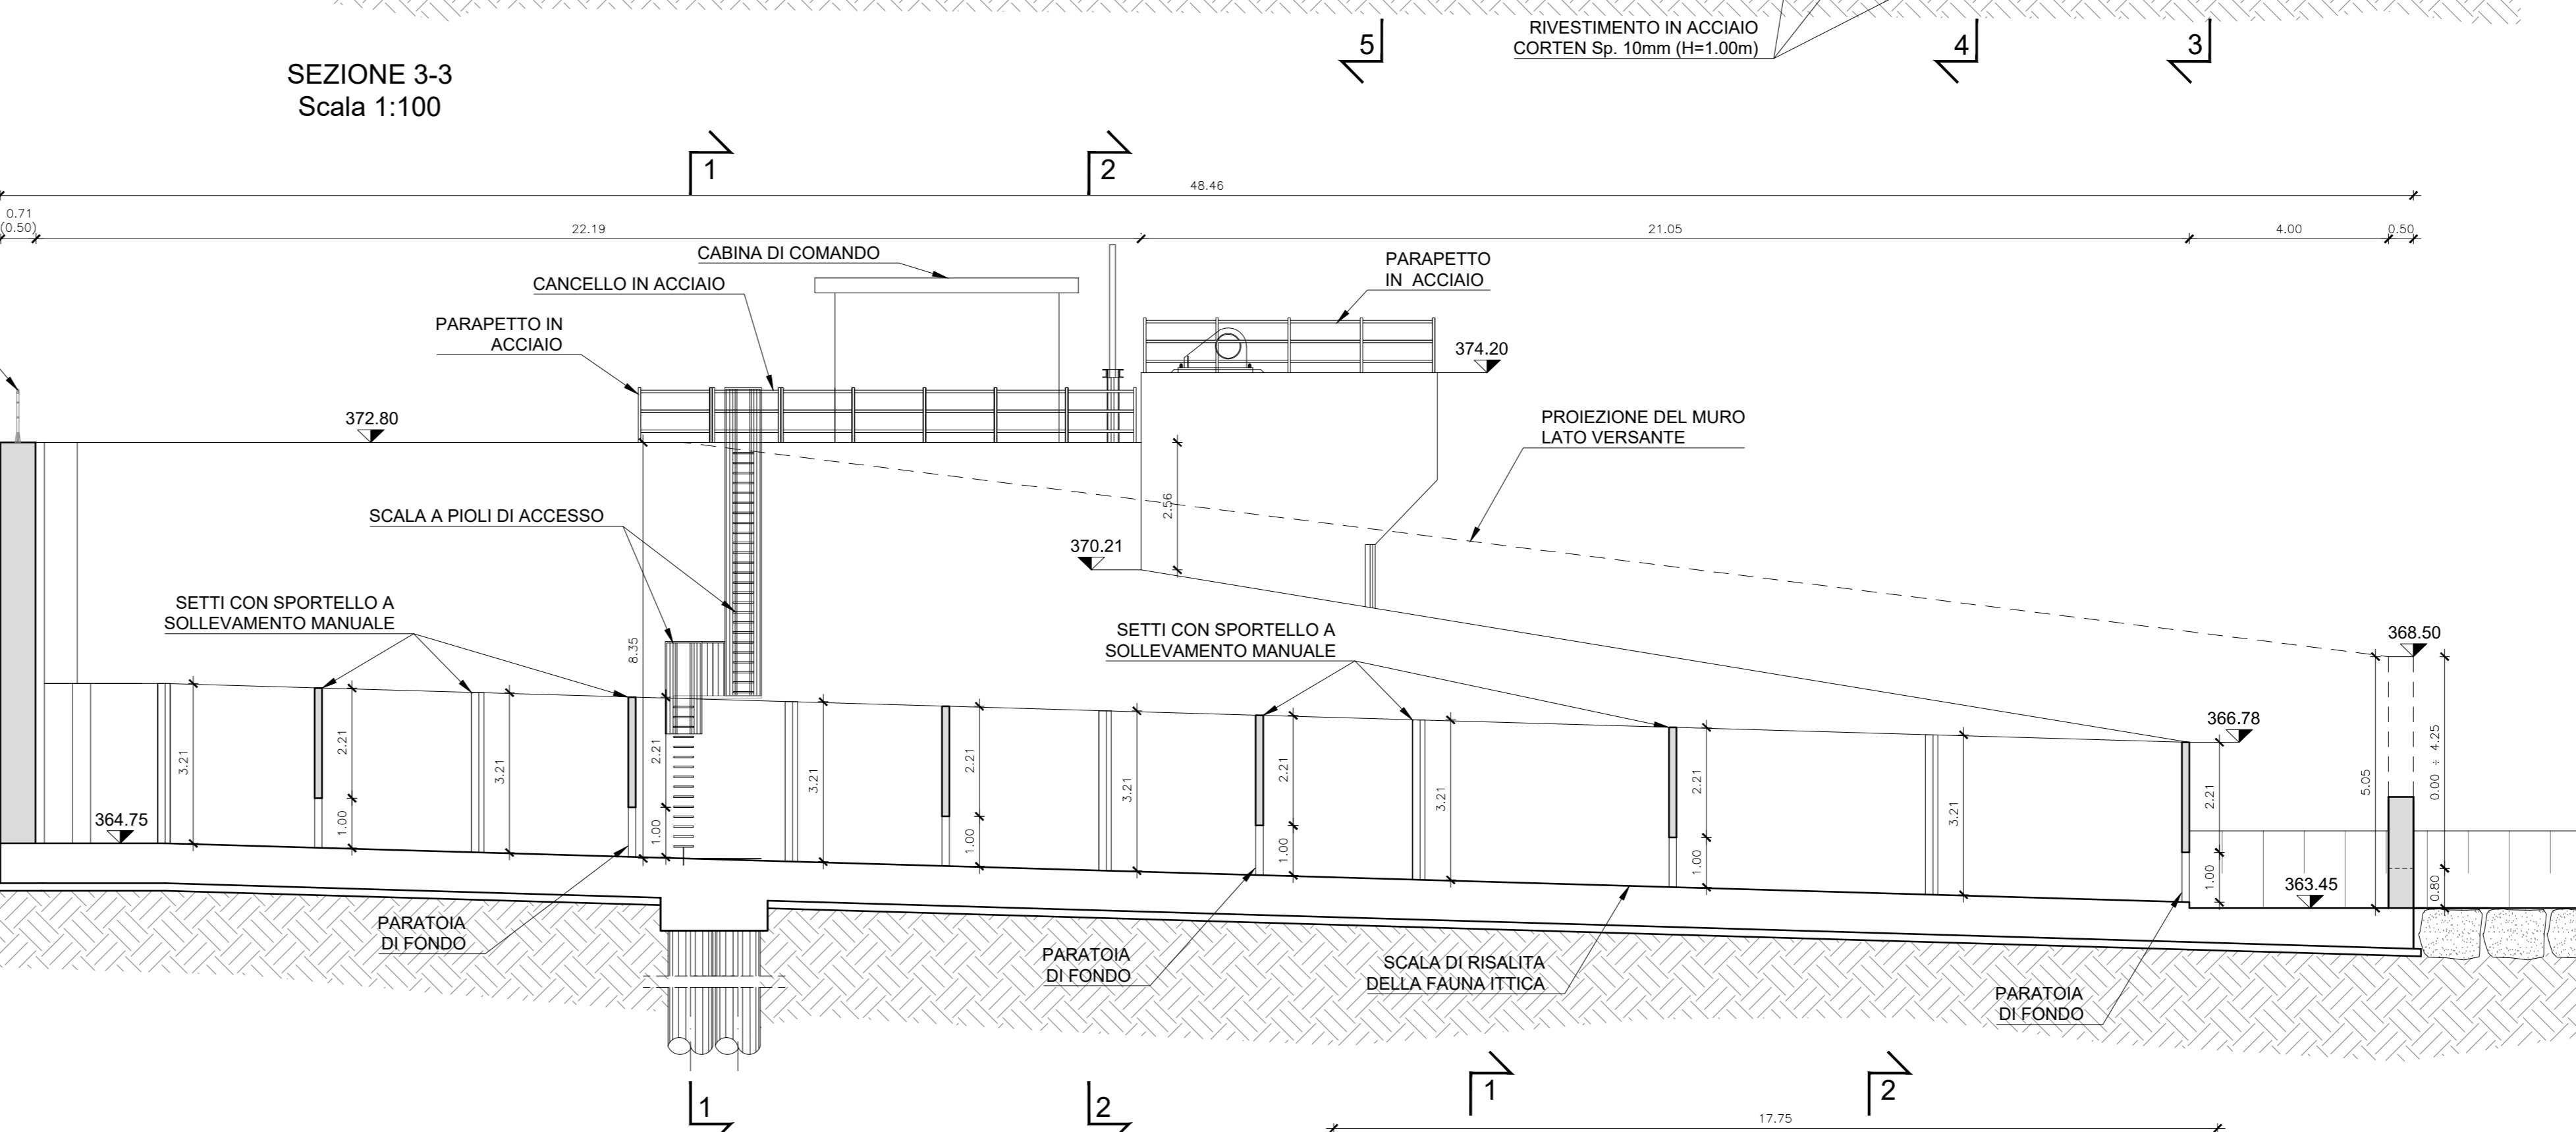 RIVESTIMENTO IN ACCIAIO
CORTEN Sp. 10mm (H=1.00m)
5
4
3
SEZIONE 3-3
Scala 1:100
1
2
48.46
0.71
(0.50)
22.19
21.05
4.00
0.50
CABINA DI COMANDO
CANCELLO IN ACCIAIO
PARAPETTO IN
ACCIAIO
PARAPETTO
IN ACCIAIO
374.20
372.80
PROIEZIONE DEL MURO
LATO VERSANTE
2.56
SCALA A PIOLI DI ACCESSO
370.21
SETTI CON SPORTELLO A
SOLLEVAMENTO MANUALE
8.35
SETTI CON SPORTELLO A
SOLLEVAMENTO MANUALE
368.50
366.78
3.21
2.21
1.00
3.21
2.21
1.00
3.21
2.21
1.00
3.21
2.21
1.00
3.21
2.21
1.00
3.21
2.21
1.00
5.05
0.00 ÷ 4.25
0.80
364.75
363.45
PARATOIA
DI FONDO
PARATOIA
DI FONDO
SCALA DI RISALITA
DELLA FAUNA ITTICA
PARATOIA
DI FONDO
1
2
1
2
17.75